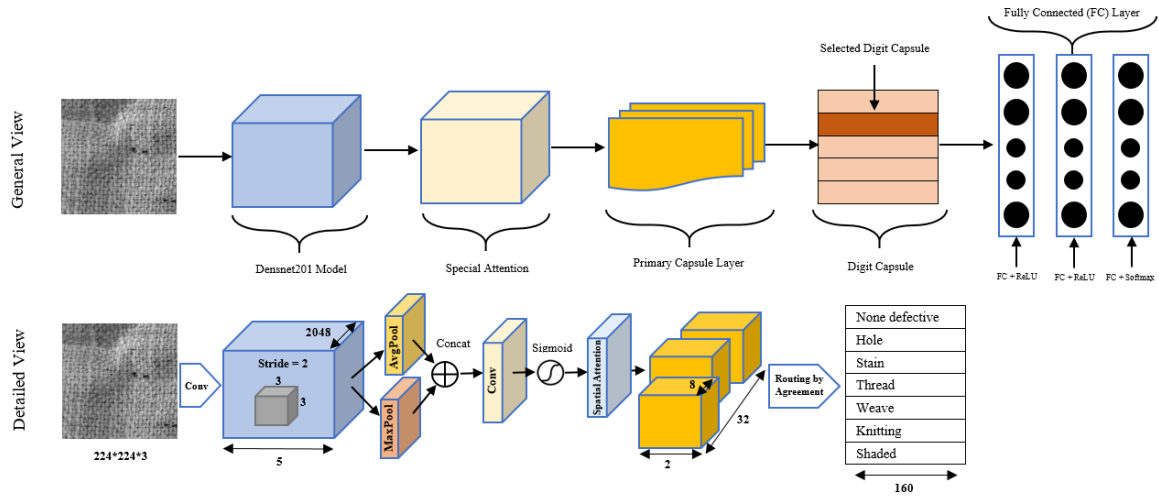 Fully Connected (FC) Layer
Selected Digit Capsule
General View
Densnet201 Model
Special Attention
Primary Capsule Layer
Digit Capsule
FC + ReLU
FC + ReLU
FC + Softmax
Detailed View
224*224*3
Conv
2048
Stride = 2
3
3
5
AvgPool
MaxPool
Concat
Conv
Sigmoid
Spatial Attention
8
32
2
Routing by
Agreement
None defective
Hole
Stain
Thread
Weave
Knitting
Shaded
160